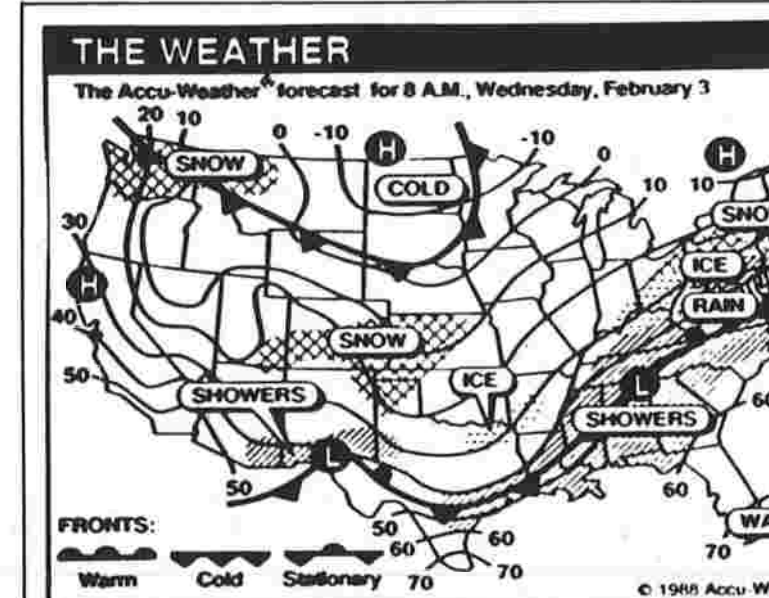 THE WEATHER
The Accu-Weather® forecast for 8 A.M., Wednesday, February 3
20 10 0 -10 H -10 0 10 10 H
SNOW
COLD
SNO
30
H
ICE
RAIN
40
SNOW
50
ICE
L
SHOWERS
SHOWERS
60
L
50
60
FRONTS:
50
60
60
WA
70
70
70
Warm Cold Stationary
© 1988 Accu-W